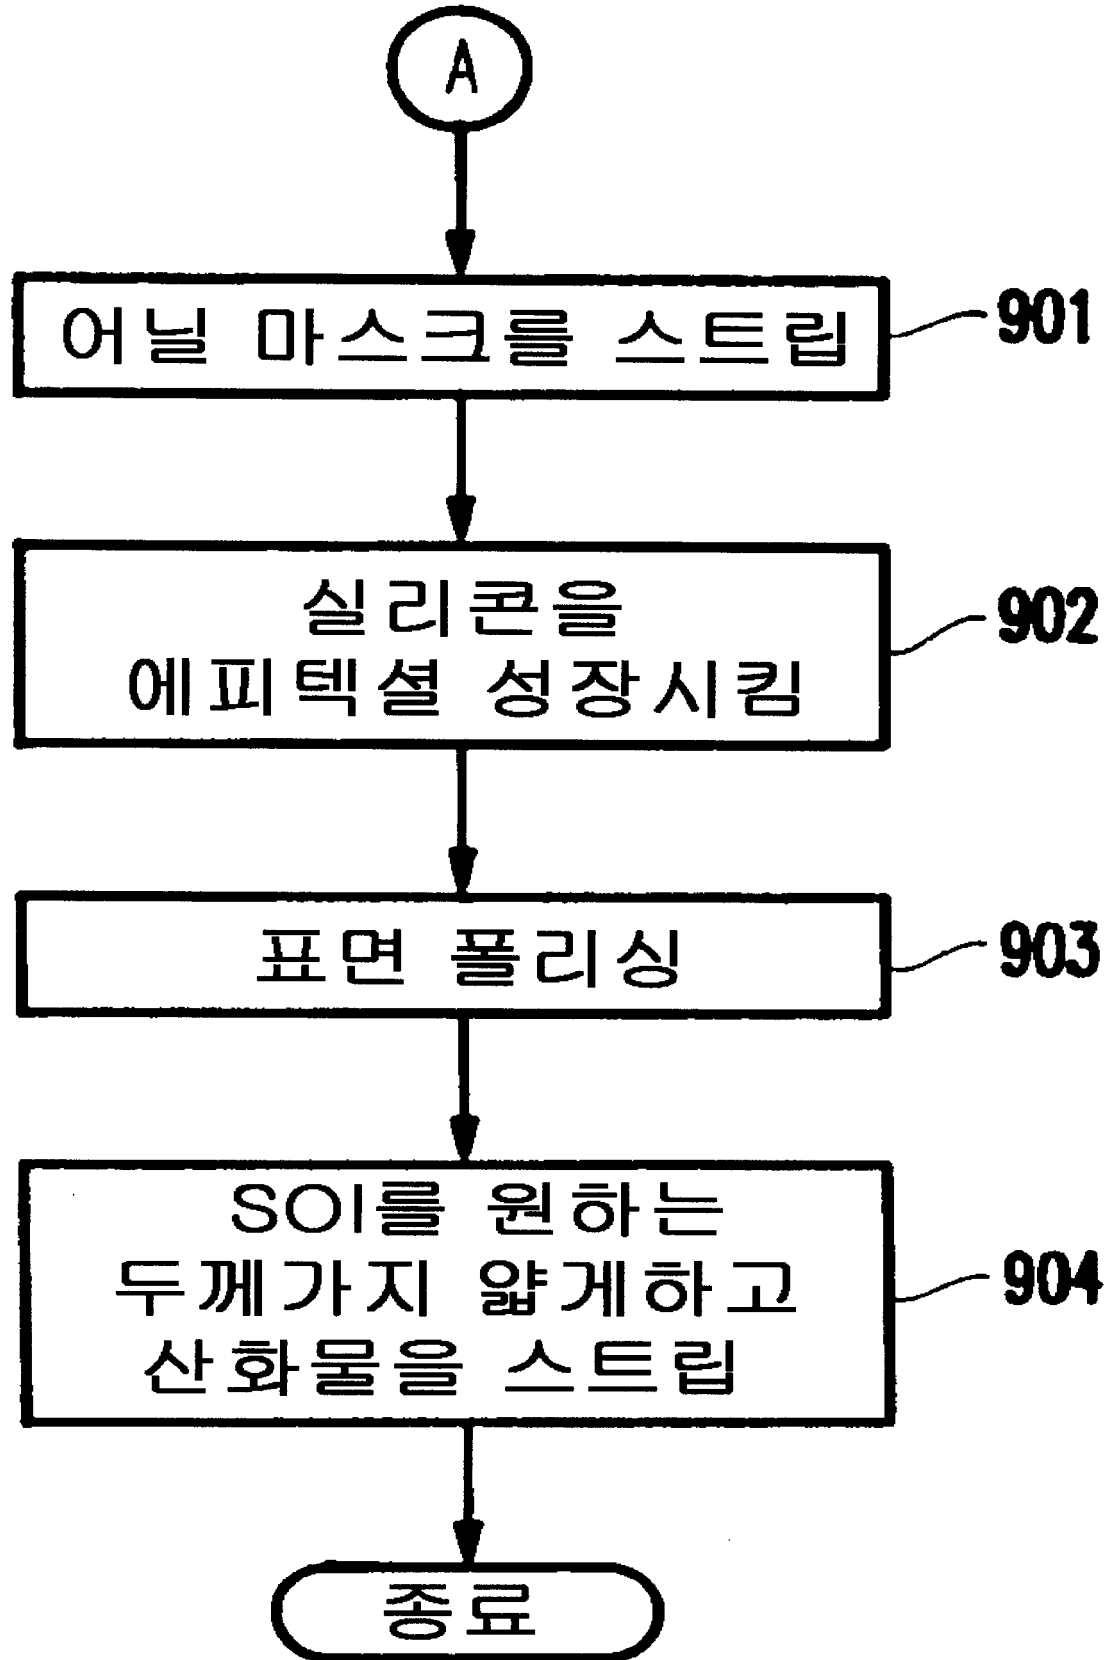 A
어닐 마스크를 스트립
901
실리콘을
에피텍셜 성장시킴
902
표면 폴리싱
903
SOI를 원하는
두께가지 얇게하고
산화물을 스트립
904
종료